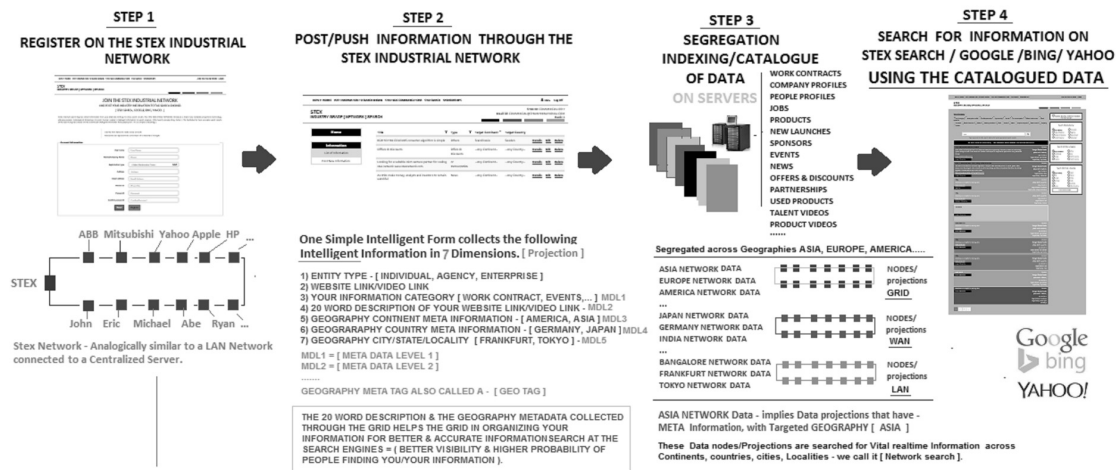 STEP 1
REGISTER ON THE STEX INDUSTRIAL
NETWORK
STEX
JOIN THE STEX INDUSTRIAL NETWORK
ABB Mitsubishi Yahoo Apple HP ...
STEX
John Eric Michael Abe Ryan ...
Stex Network - Analogically similar to a LAN Network
connected to a Centralized Server.
STEP 2
POST/PUSH INFORMATION THROUGH THE
STEX INDUSTRIAL NETWORK
STEX
Home
Information
One Simple Intelligent Form collects the following
Intelligent Information in 7 Dimensions. [ Projection ]
1) ENTITY TYPE - [ INDIVIDUAL, AGENCY, ENTERPRISE ]
2) WEBSITE LINK/VIDEO LINK
3) YOUR INFORMATION CATEGORY [ WORK CONTRACT, EVENTS,... ] MDL1
4) 20 WORD DESCRIPTION OF YOUR WEBSITE LINK/VIDEO LINK - MDL2
5) GEOGRAPHY CONTNENT META INFORMATION - [ AMERICA, ASIA ] MDL3
6) GEOGRARAPHY COUNTRY META INFORMATION - [ GERMANY, JAPAN ] MDL4
7) GEOGRAPHY CITY/STATE/LOCALITY [ FRANKFURT, TOKYO ] - MDL5
MDL1 = [ META DATA LEVEL 1 ]
MDL2 = [ META DATA LEVEL 2 ]
.......
GEOGRAPHY META TAG ALSO CALLED A - [ GEO TAG ]
THE 20 WORD DESCRIPTION & THE GEOGRAPHY METADATA COLLECTED
THROUGH THE GRID HELPS THE GRID IN ORGANIZING YOUR
INFORMATION FOR BETTER & ACCURATE INFORMATION SEARCH AT THE
SEARCH ENGINES = ( BETTER VISIBILITY & HIGHER PROBABILITY OF
PEOPLE FINDING YOU/YOUR INFORMATION ).
STEP 3
SEGREGATION
INDEXING/CATALOGUE
OF DATA
ON SERVERS
WORK CONTRACTS
COMPANY PROFILES
PEOPLE PROFILES
JOBS
PRODUCTS
NEW LAUNCHES
SPONSORS
EVENTS
NEWS
OFFERS & DISCOUNTS
PARTNERSHIPS
USED PRODUCTS
TALENT VIDEOS
PRODUCT VIDEOS
......
Segregated across Geographies ASIA, EUROPE, AMERICA.....
ASIA NETWORK DATA
EUROPE NETWORK DATA
AMERICA NETWORK DATA
...
NODES/
projections
GRID
JAPAN NETWORK DATA
GERMANY NETWORK DATA
INDIA NETWORK DATA
...
NODES/
projections
WAN
BANGALORE NETWORK DATA
FRANKFURT NETWORK DATA
TOKYO NETWORK DATA
NODES/
projections
LAN
ASIA NETWORK Data - implies Data projections that have -
META Information, with Targeted GEOGRAPHY [ ASIA ]
These Data nodes/Projections are searched for Vital realtime Information across
Continents, countries, cities, Localities - we call it [ Network search ].
STEP 4
SEARCH FOR INFORMATION ON
STEX SEARCH / GOOGLE /BING/ YAHOO
USING THE CATALOGUED DATA
Google
bing
YAHOO!